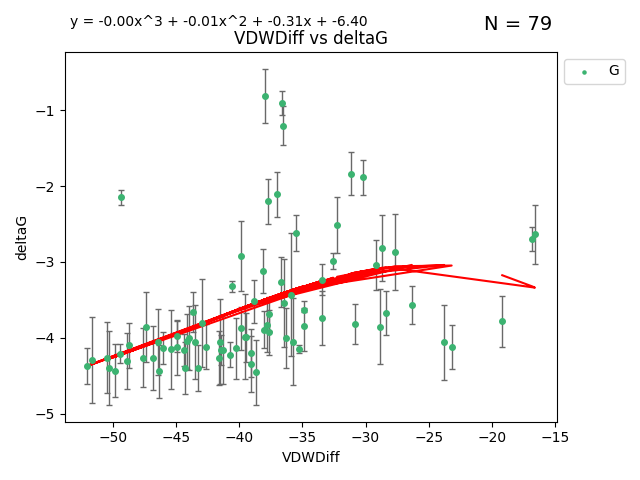 y = -0.00x^3 + -0.01x^2 + -0.31x + -6.40
N = 79
VDWDiff vs deltaG
G
deltaG
−1
−2
−3
−4
−5
−50
−45
−40
−35
−30
−25
−20
−15
VDWDiff